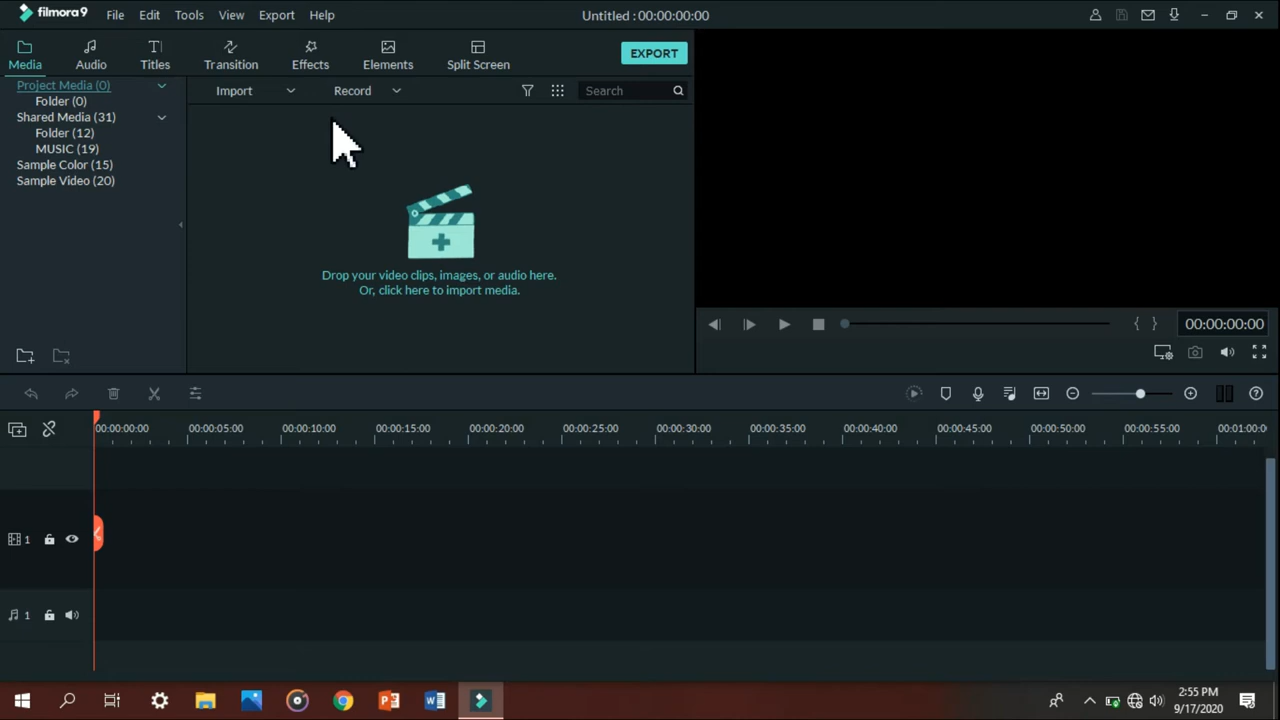 filmora9 File Edit Tools View Export Help Untitled : 00:00:00:00
Media Audio Titles Transition Effects Elements Split Screen EXPORT
Project Media (0)
Folder (0)
Shared Media (31)
Folder (12)
MUSIC (19)
Sample Color (15)
Sample Video (20)
Import Record Search
Drop your video clips, images, or audio here.
Or, click here to import media.
{ } 00:00:00:00
00:00:00:00 00:00:05:00 00:00:10:00 00:00:15:00 00:00:20:00 00:00:25:00 00:00:30:00 00:00:35:00 00:00:40:00 00:00:45:00 00:00:50:00 00:00:55:00 00:01:00:0
1
1
2:55 PM
9/17/2020